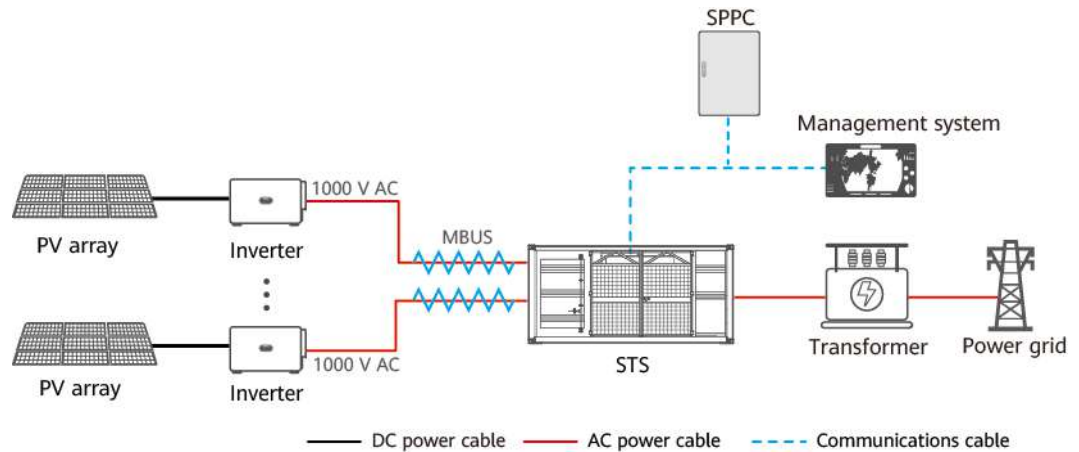 SPPC
Management system
1000 V AC
PV array
Inverter
MBUS
PV array
Inverter
1000 V AC
STS
Transformer
Power grid
DC power cable
AC power cable
Communications cable